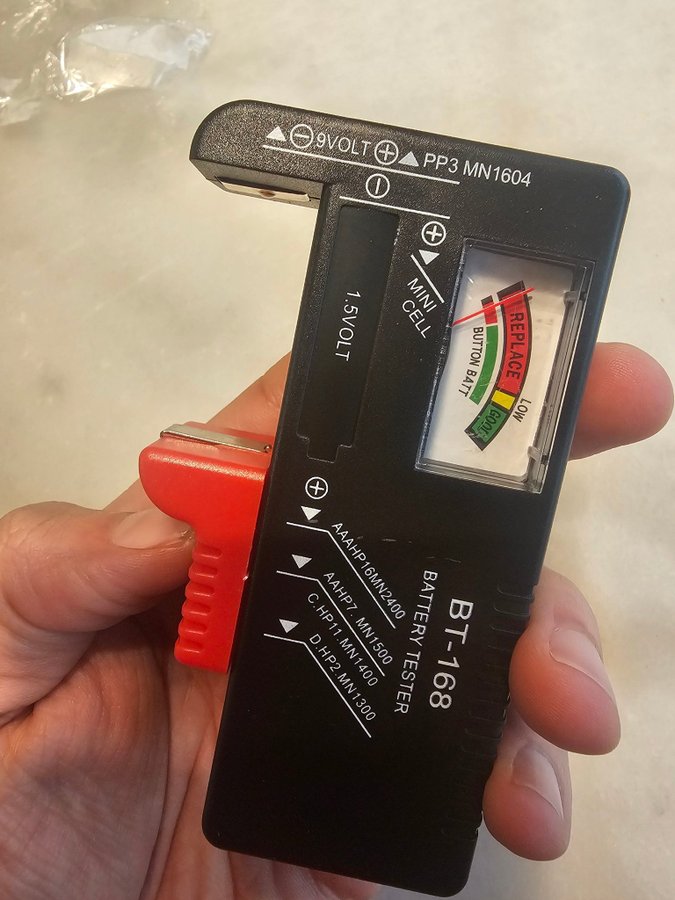 ⊖ 9VOLT ⊕ PP3 MN1604
⊖
⊕
MINI
CELL
1.5VOLT
REPLACE
LOW
GOOD
BUTTON BATT
⊕
AAAHP16MN2400
AAHP7. MN1500
C.HP11.MN1400
D.HP2.MN1300
BATTERY TESTER
BT-168